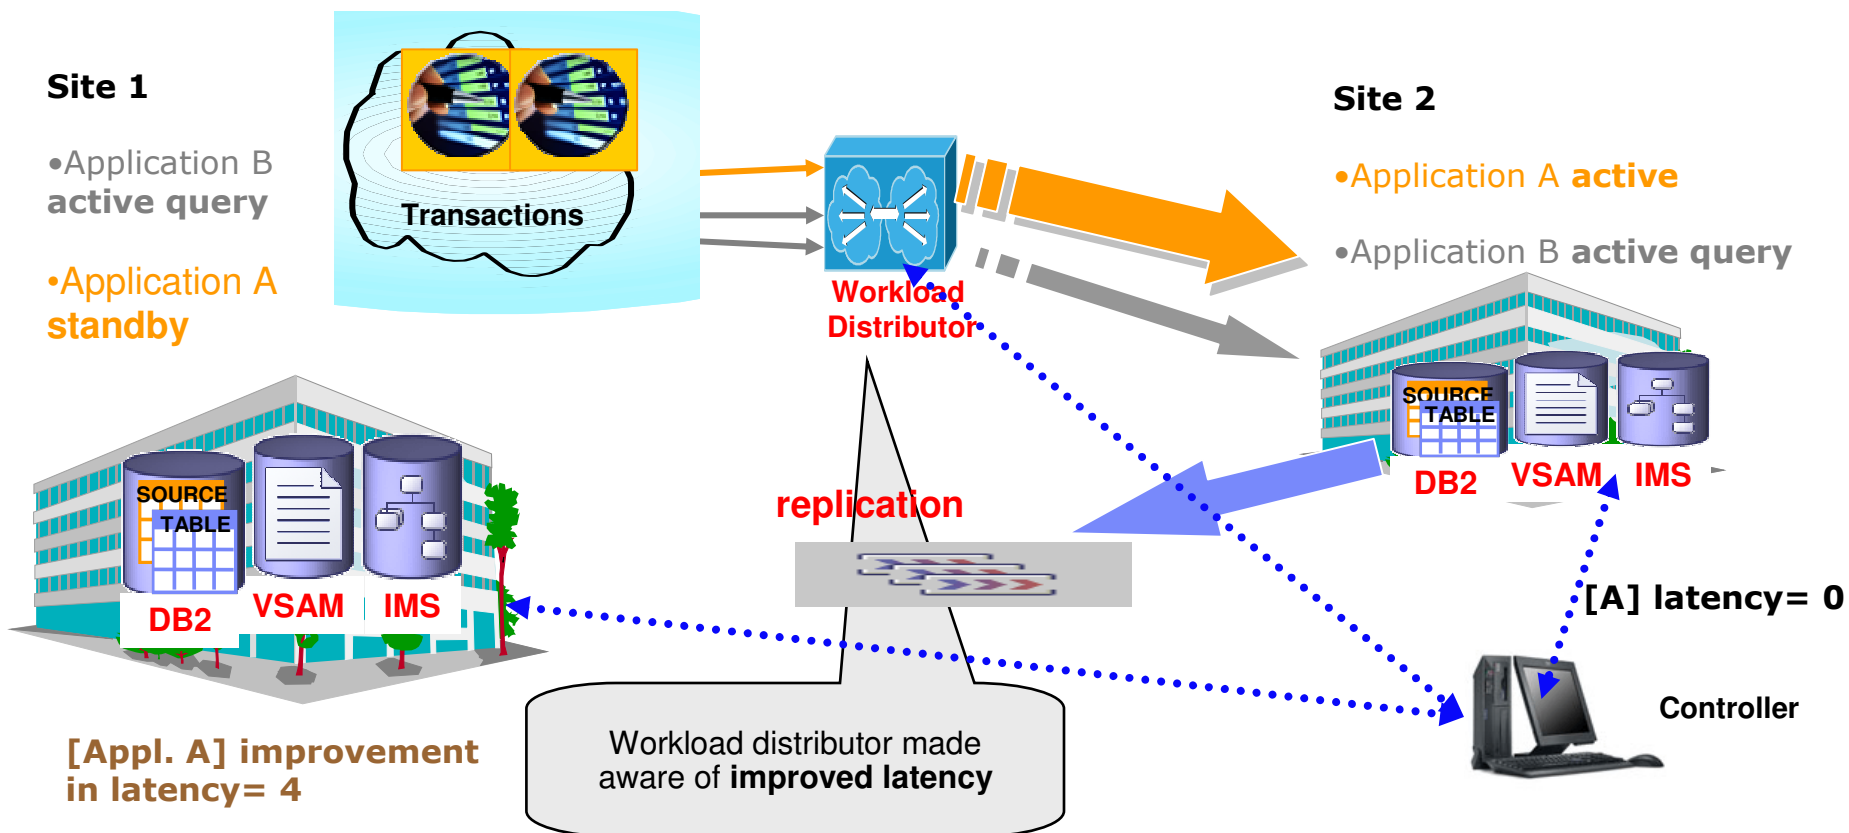 Site 1
•Application B
active query
•Application A
standby
Transactions
Workload
Distributor
Site 2
•Application A active
•Application B active query
SOURCE
TABLE
DB2
VSAM
IMS
SOURCE
TABLE
DB2
VSAM
IMS
replication
[A] latency= 0
Controller
[Appl. A] improvement
in latency= 4
Workload distributor made
aware of improved latency